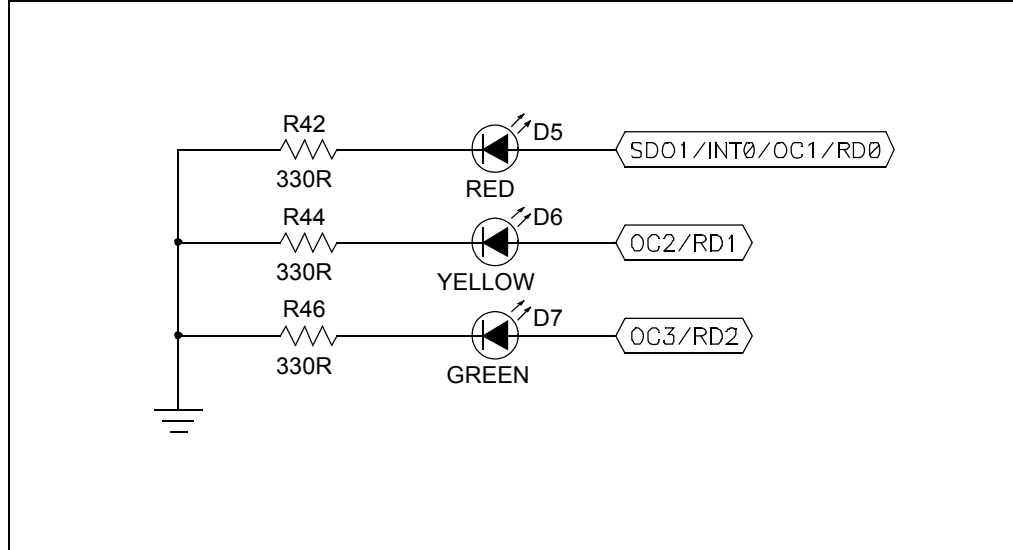 R42
330R
D5
RED
SDO1/INT0/OC1/RD0
R44
330R
D6
YELLOW
OC2/RD1
R46
330R
D7
GREEN
OC3/RD2